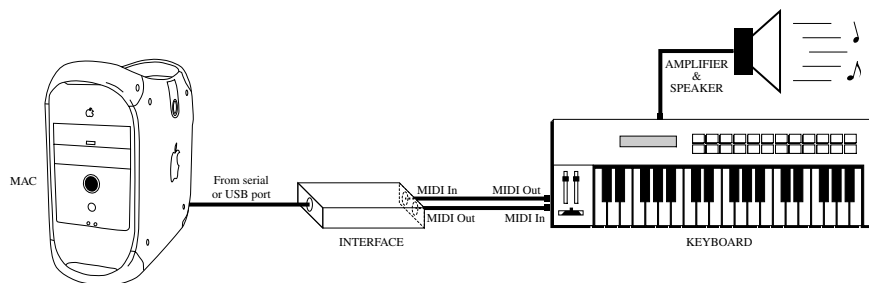 AMPLIFIER
&
SPEAKER
MAC
From serial
or USB port
MIDI In
MIDI Out
MIDI Out
MIDI In
INTERFACE
KEYBOARD